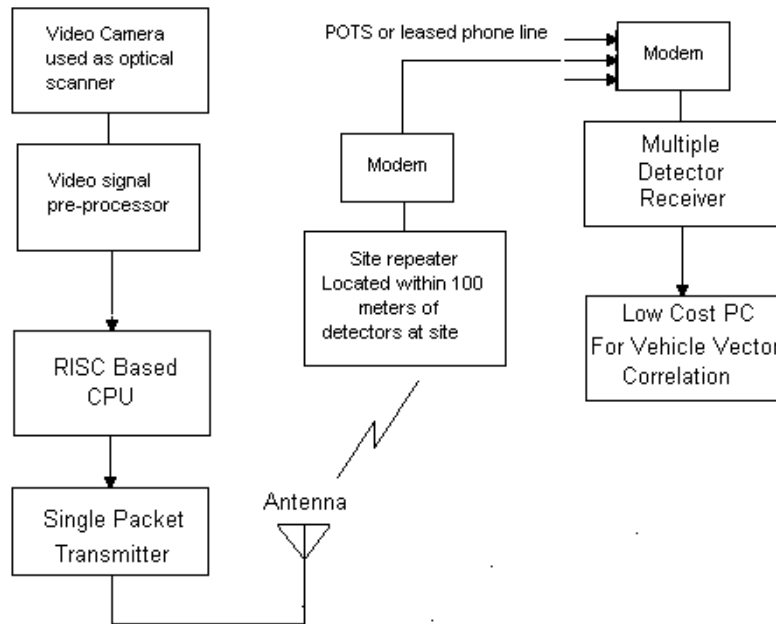 Video Camera
used as optical
scanner
Video signal
pre-processor
RISC Based
CPU
Single Packet
Transmitter
Antenna
Site repeater
Located within 100
meters of
detectors at site
Modem
POTS or leased phone line
Modem
Multiple
Detector
Receiver
Low Cost PC
For Vehicle Vector
Correlation